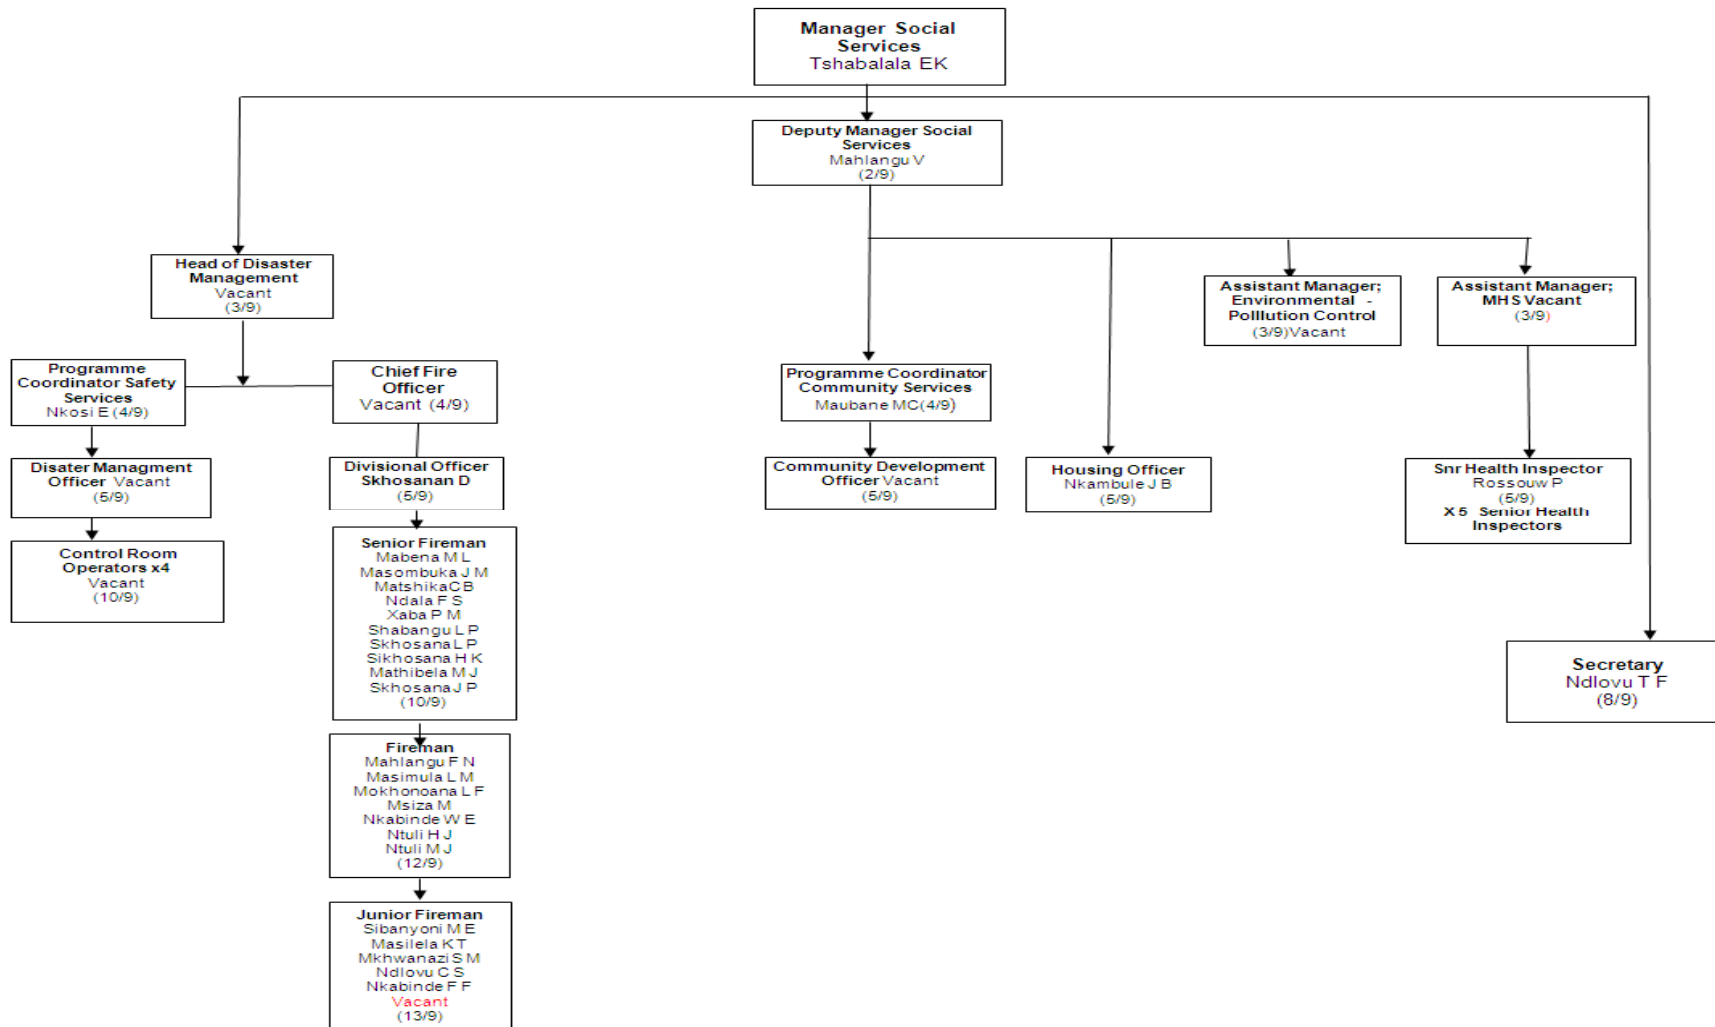 Manager Social
Services
Tshabalala EK
Deputy Manager Social
Services
Mahlangu V
(2/9)
Head of Disaster
Management
Vacant
(3/9)
Assistant Manager;
Environmental -
Polllution Control
(3/9)Vacant
Assistant Manager;
MHS Vacant
(3/9)
Programme
Coordinator Safety
Services
Nkosi E (4/9)
Chief Fire
Officer
Vacant (4/9)
Programme Coordinator
Community Services
Maubane MC(4/9)
Disater Managment
Officer Vacant
(5/9)
Divisional Officer
Skhosanan D
(5/9)
Community Development
Officer Vacant
(5/9)
Housing Officer
Nkambule J B
(5/9)
Snr Health Inspector
Rossouw P
(5/9)
X 5 Senior Health
Inspectors
Control Room
Operators x4
Vacant
(10/9)
Senior Fireman
Mabena M L
Masombuka J M
Matshika C B
Ndala F S
Xaba P M
Shabangu L P
Skhosana L P
Sikhosana H K
Mathibela M J
Skhosana J P
(10/9)
Secretary
Ndlovu T F
(8/9)
Fireman
Mahlangu F N
Masimula L M
Mokhonoana L F
Msiza M
Nkabinde W E
Ntuli H J
Ntuli M J
(12/9)
Junior Fireman
Sibanyoni M E
Masilela K T
Mkhwanazi S M
Ndlovu C S
Nkabinde F F
Vacant
(13/9)